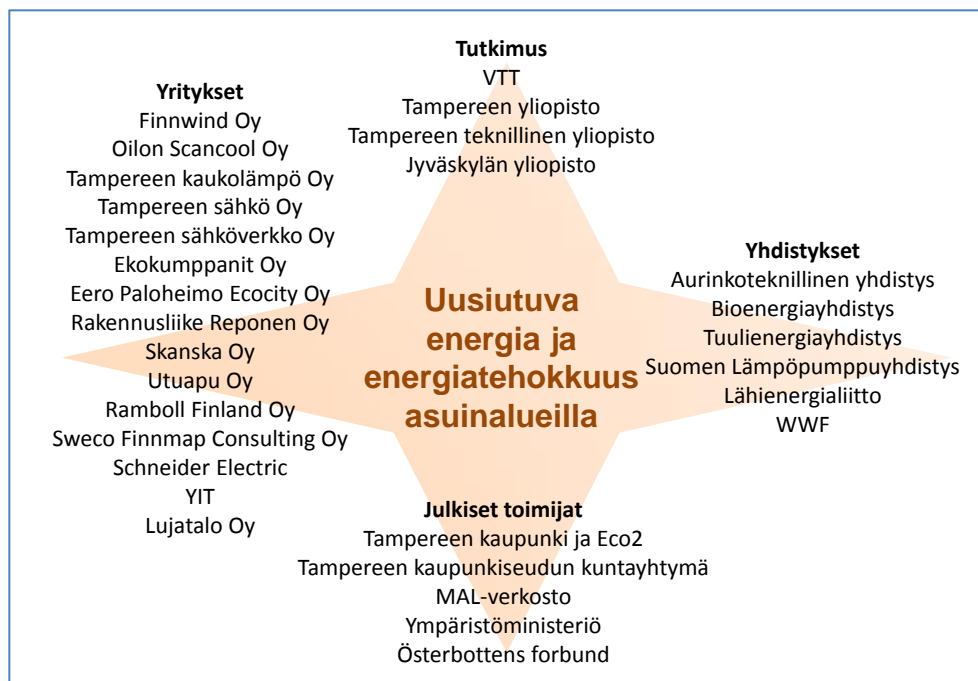 Tutkimus
VTT
Tampereen yliopisto
Tampereen teknillinen yliopisto
Jyväskylän yliopisto
Yritykset
Finnwind Oy
Oilon Scancool Oy
Tampereen kaukolämpö Oy
Tampereen sähkö Oy
Tampereen sähköverkko Oy
Ekokumppanit Oy
Eero Paloheimo Ecocity Oy
Rakennusliike Reponen Oy
Skanska Oy
Utuapu Oy
Ramboll Finland Oy
Sweco Finnmap Consulting Oy
Schneider Electric
YIT
Lujatalo Oy
Uusiutuva
energia ja
energiatehokkuus
asuinalueilla
Yhdistykset
Aurinkoteknillinen yhdistys
Bioenergiayhdistys
Tuulienergiayhdistys
Suomen Lämpöpumppuyhdistys
Lähienergialiitto
WWF
Julkiset toimijat
Tampereen kaupunki ja Eco2
Tampereen kaupunkiseudun kuntayhtymä
MAL-verkosto
Ympäristöministeriö
Österbottens forbund